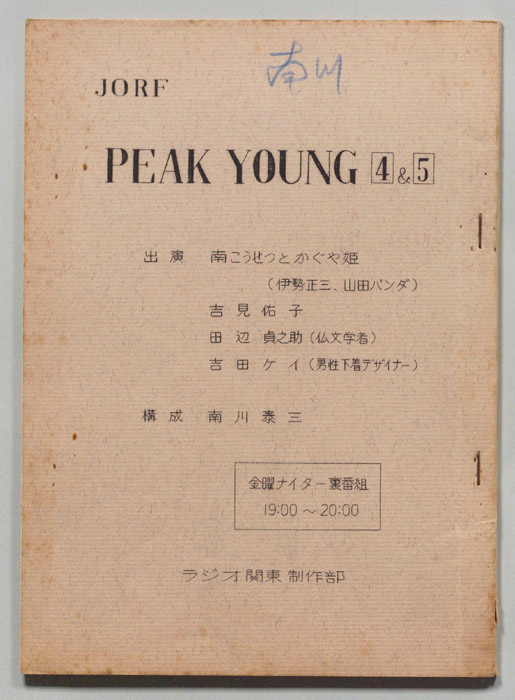 南川
JORF
PEAK YOUNG 4&5
出演 南こうせつとかぐや姫
(伊勢正三、山田パンダ)
吉見佑子
田辺貞之助(仏文学者)
吉田ケイ(男性下着デザイナー)
構成 南川泰三
金曜ナイター裏番組
19:00～20:00
ラジオ関東制作部